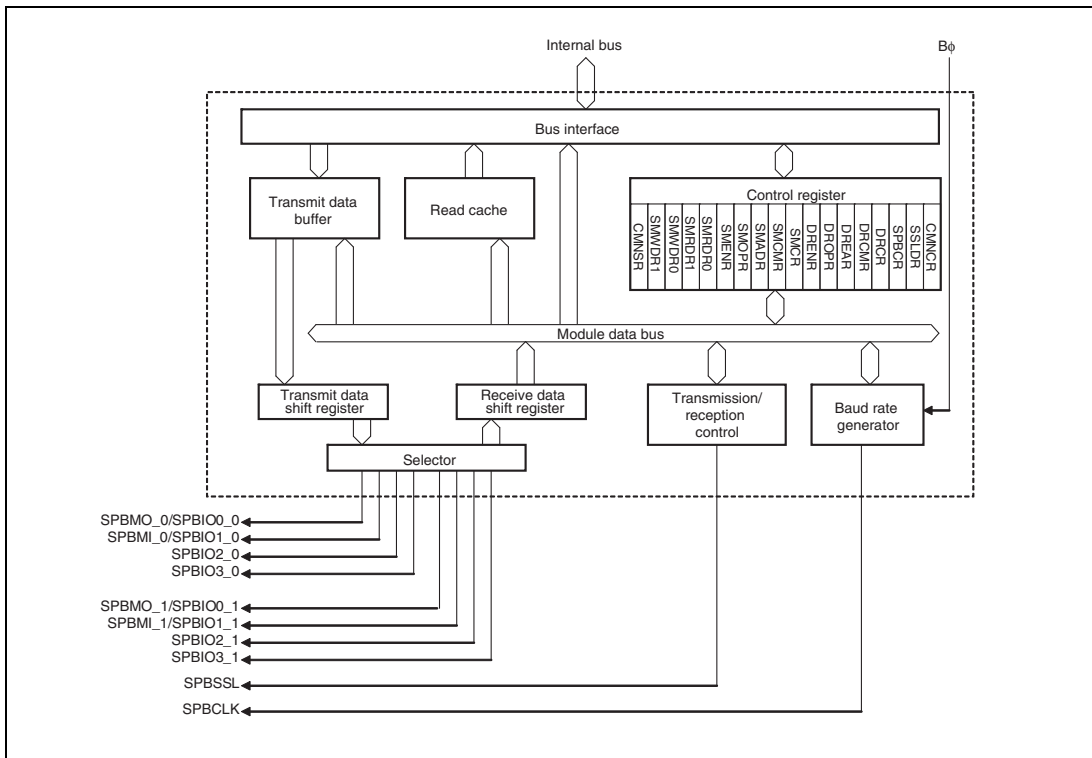 Internal bus
Bϕ
Bus interface
Transmit data
buffer
Read cache
Control register
CMNSR
SMWDR1
SMWDR0
SMRDR1
SMRDR0
SMENR
SMOPR
SMADR
SMCMR
SMCR
DRENR
DROPR
DREAR
DRCMR
DRCR
SPBCR
SSLDR
CMNCR
Module data bus
Transmit data
shift register
Receive data
shift register
Transmission/
reception
control
Baud rate
generator
Selector
SPBMO_0/SPBIO0_0
SPBMI_0/SPBIO1_0
SPBIO2_0
SPBIO3_0
SPBMO_1/SPBIO0_1
SPBMI_1/SPBIO1_1
SPBIO2_1
SPBIO3_1
SPBSSL
SPBCLK